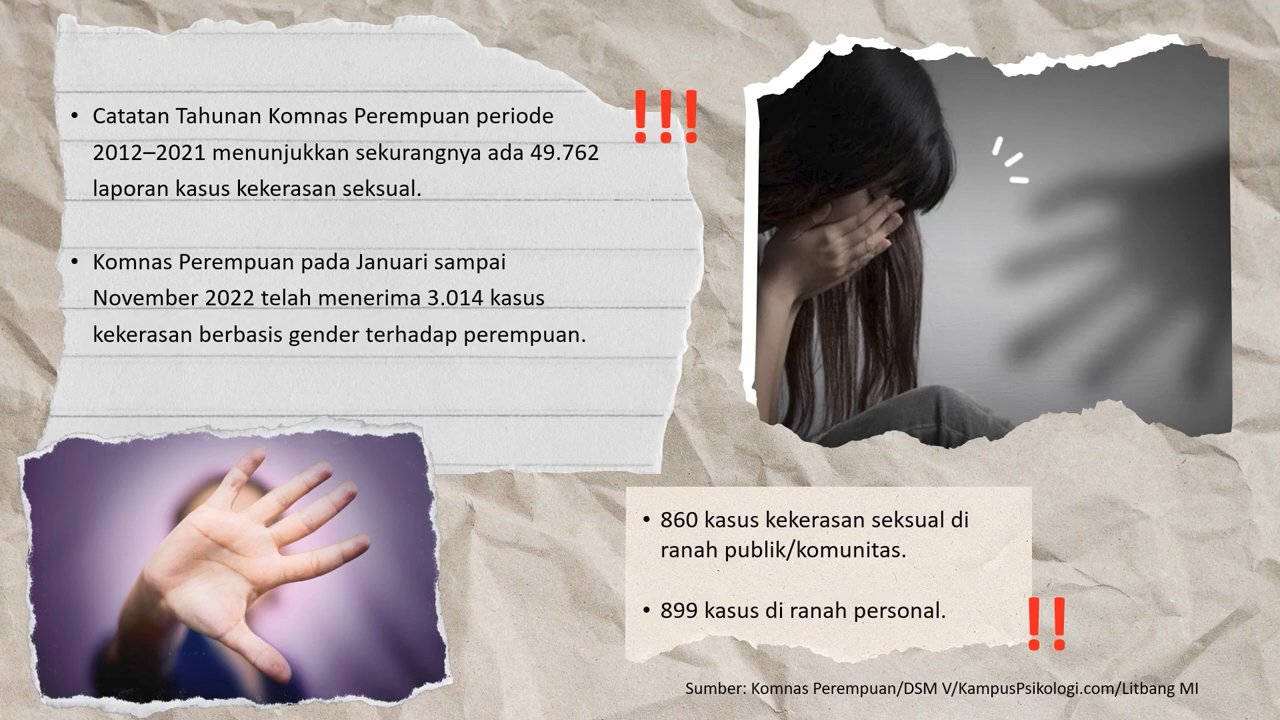 • Catatan Tahunan Komnas Perempuan periode
2012–2021 menunjukkan sekurangnya ada 49.762
laporan kasus kekerasan seksual.
• Komnas Perempuan pada Januari sampai
November 2022 telah menerima 3.014 kasus
kekerasan berbasis gender terhadap perempuan.
• 860 kasus kekerasan seksual di
ranah publik/komunitas.
• 899 kasus di ranah personal.
Sumber: Komnas Perempuan/DSM V/KampusPsikologi.com/Litbang MI